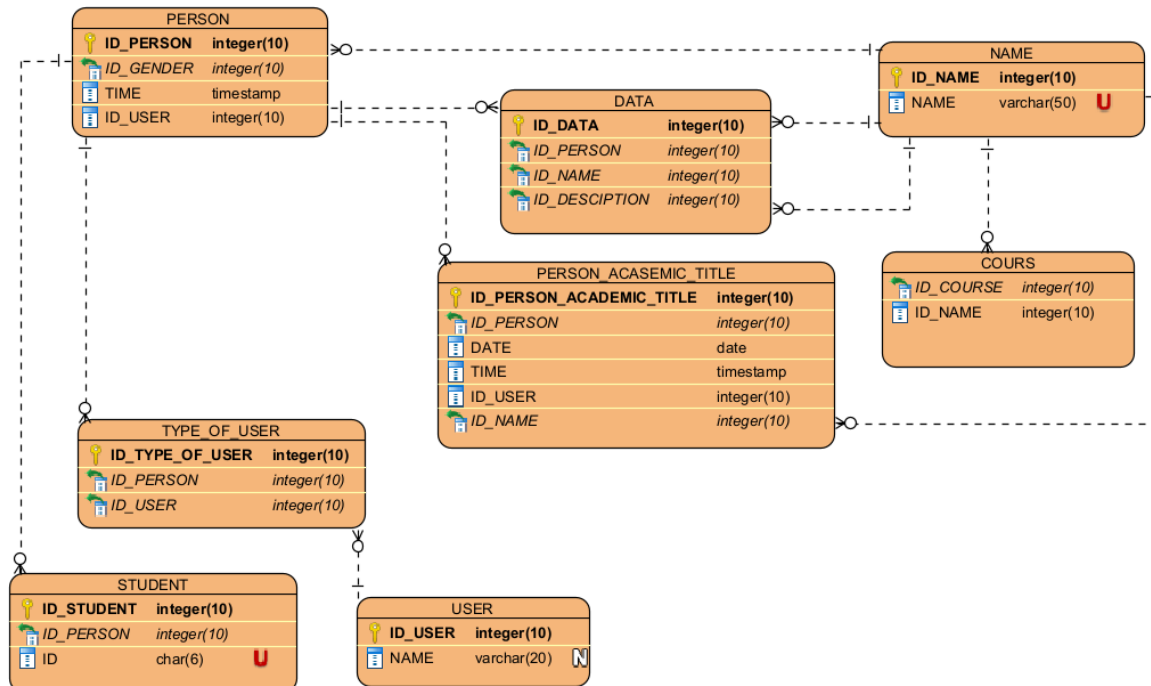 PERSON
ID_PERSON integer(10)
ID_GENDER integer(10)
TIME timestamp
ID_USER integer(10)
NAME
ID_NAME integer(10)
NAME varchar(50) U
DATA
ID_DATA integer(10)
ID_PERSON integer(10)
ID_NAME integer(10)
ID_DESCIPTION integer(10)
COURS
ID_COURSE integer(10)
ID_NAME integer(10)
PERSON_ACASEMIC_TITLE
ID_PERSON_ACADEMIC_TITLE integer(10)
ID_PERSON integer(10)
DATE date
TIME timestamp
ID_USER integer(10)
ID_NAME integer(10)
TYPE_OF_USER
ID_TYPE_OF_USER integer(10)
ID_PERSON integer(10)
ID_USER integer(10)
STUDENT
ID_STUDENT integer(10)
ID_PERSON integer(10)
ID char(6) U
USER
ID_USER integer(10)
NAME varchar(20) N